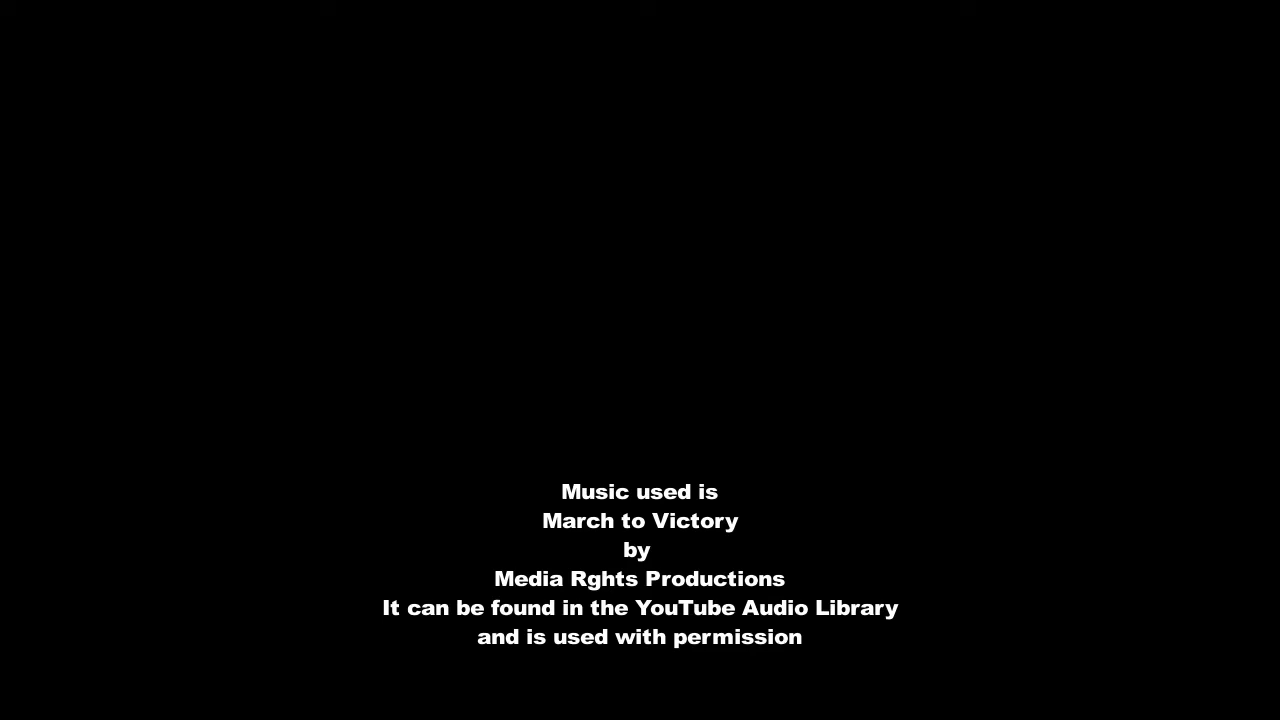 Music used is
March to Victory
by
Media Rghts Productions
It can be found in the YouTube Audio Library
and is used with permission